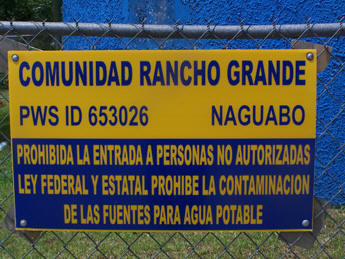 COMUNIDAD RANCHO GRANDE
PWS ID 653026 NAGUABO
PROHIBIDA LA ENTRADA A PERSONAS NO AUTORIZADAS
LEY FEDERAL Y ESTATAL PROHIBE LA CONTAMINACION
DE LAS FUENTES PARA AGUA POTABLE